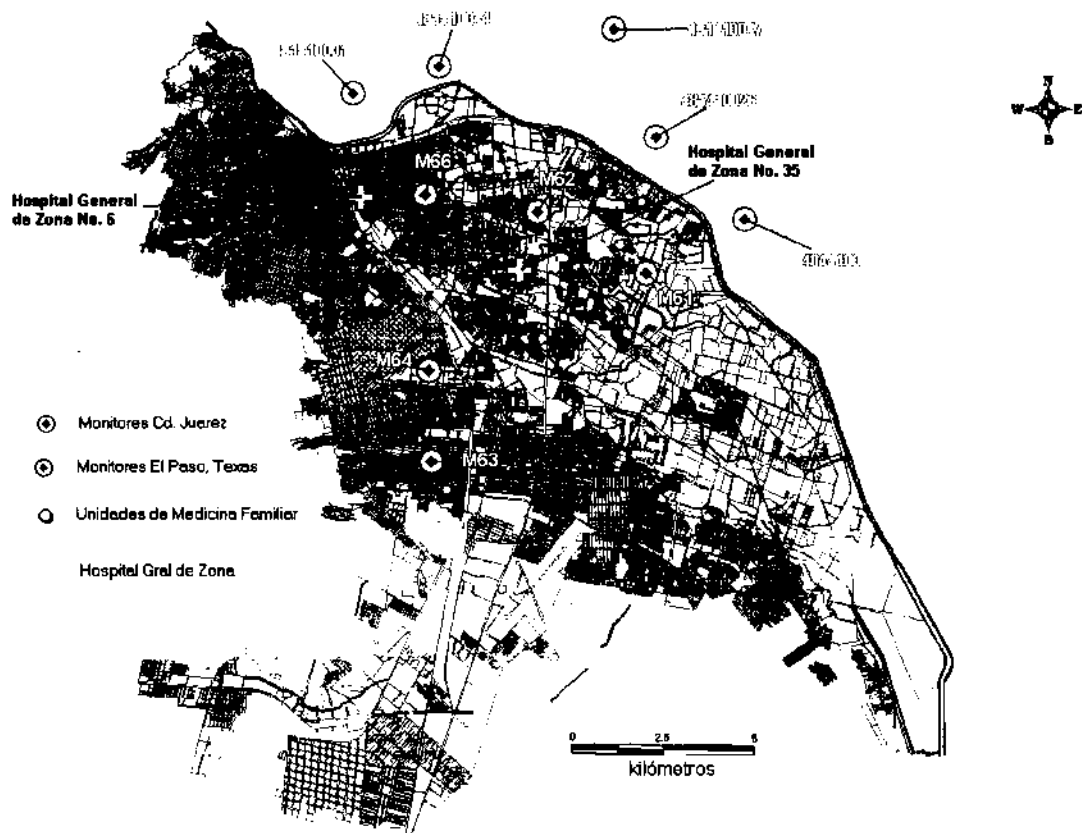 N
W E
M66
Hospital General
de Zona No. 35
M62
Hospital General
de Zona No. 6
M61
M64
Monitores Cd. Juarez
M63
Monitores El Paso, Texas
Unidades de Medicina Familiar
Hospital Gral de Zona
0 2.5
kilómetros